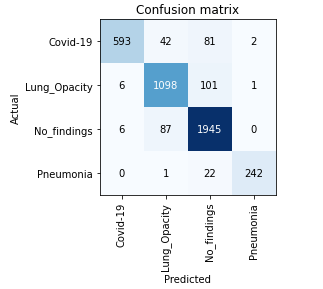 Confusion matrix
Actual
Covid-19 593 42 81 2
Lung_Opacity 6 1098 101 1
No_findings 6 87 1945 0
Pneumonia 0 1 22 242
Covid-19 Lung_Opacity No_findings Pneumonia
Predicted